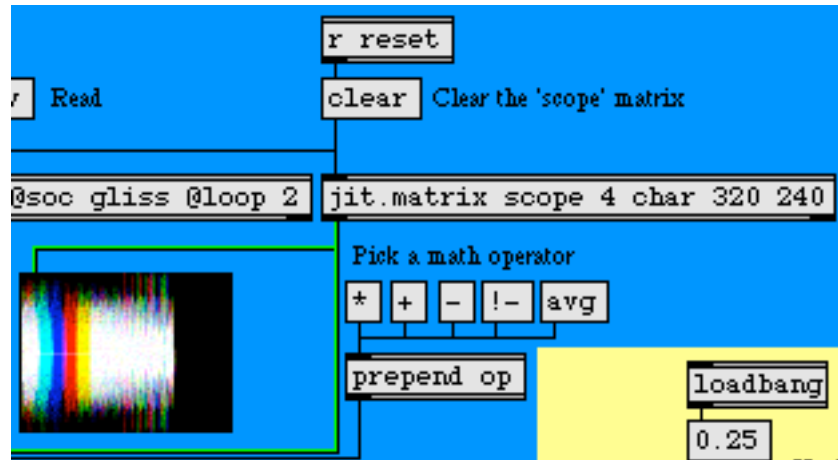 r reset
Read
clear
Clear the 'scope' matrix
@soc gliss @loop 2
jit.matrix scope 4 char 320 240
Pick a math operator
* + - !- avg
prepend op
loadbang
0.25